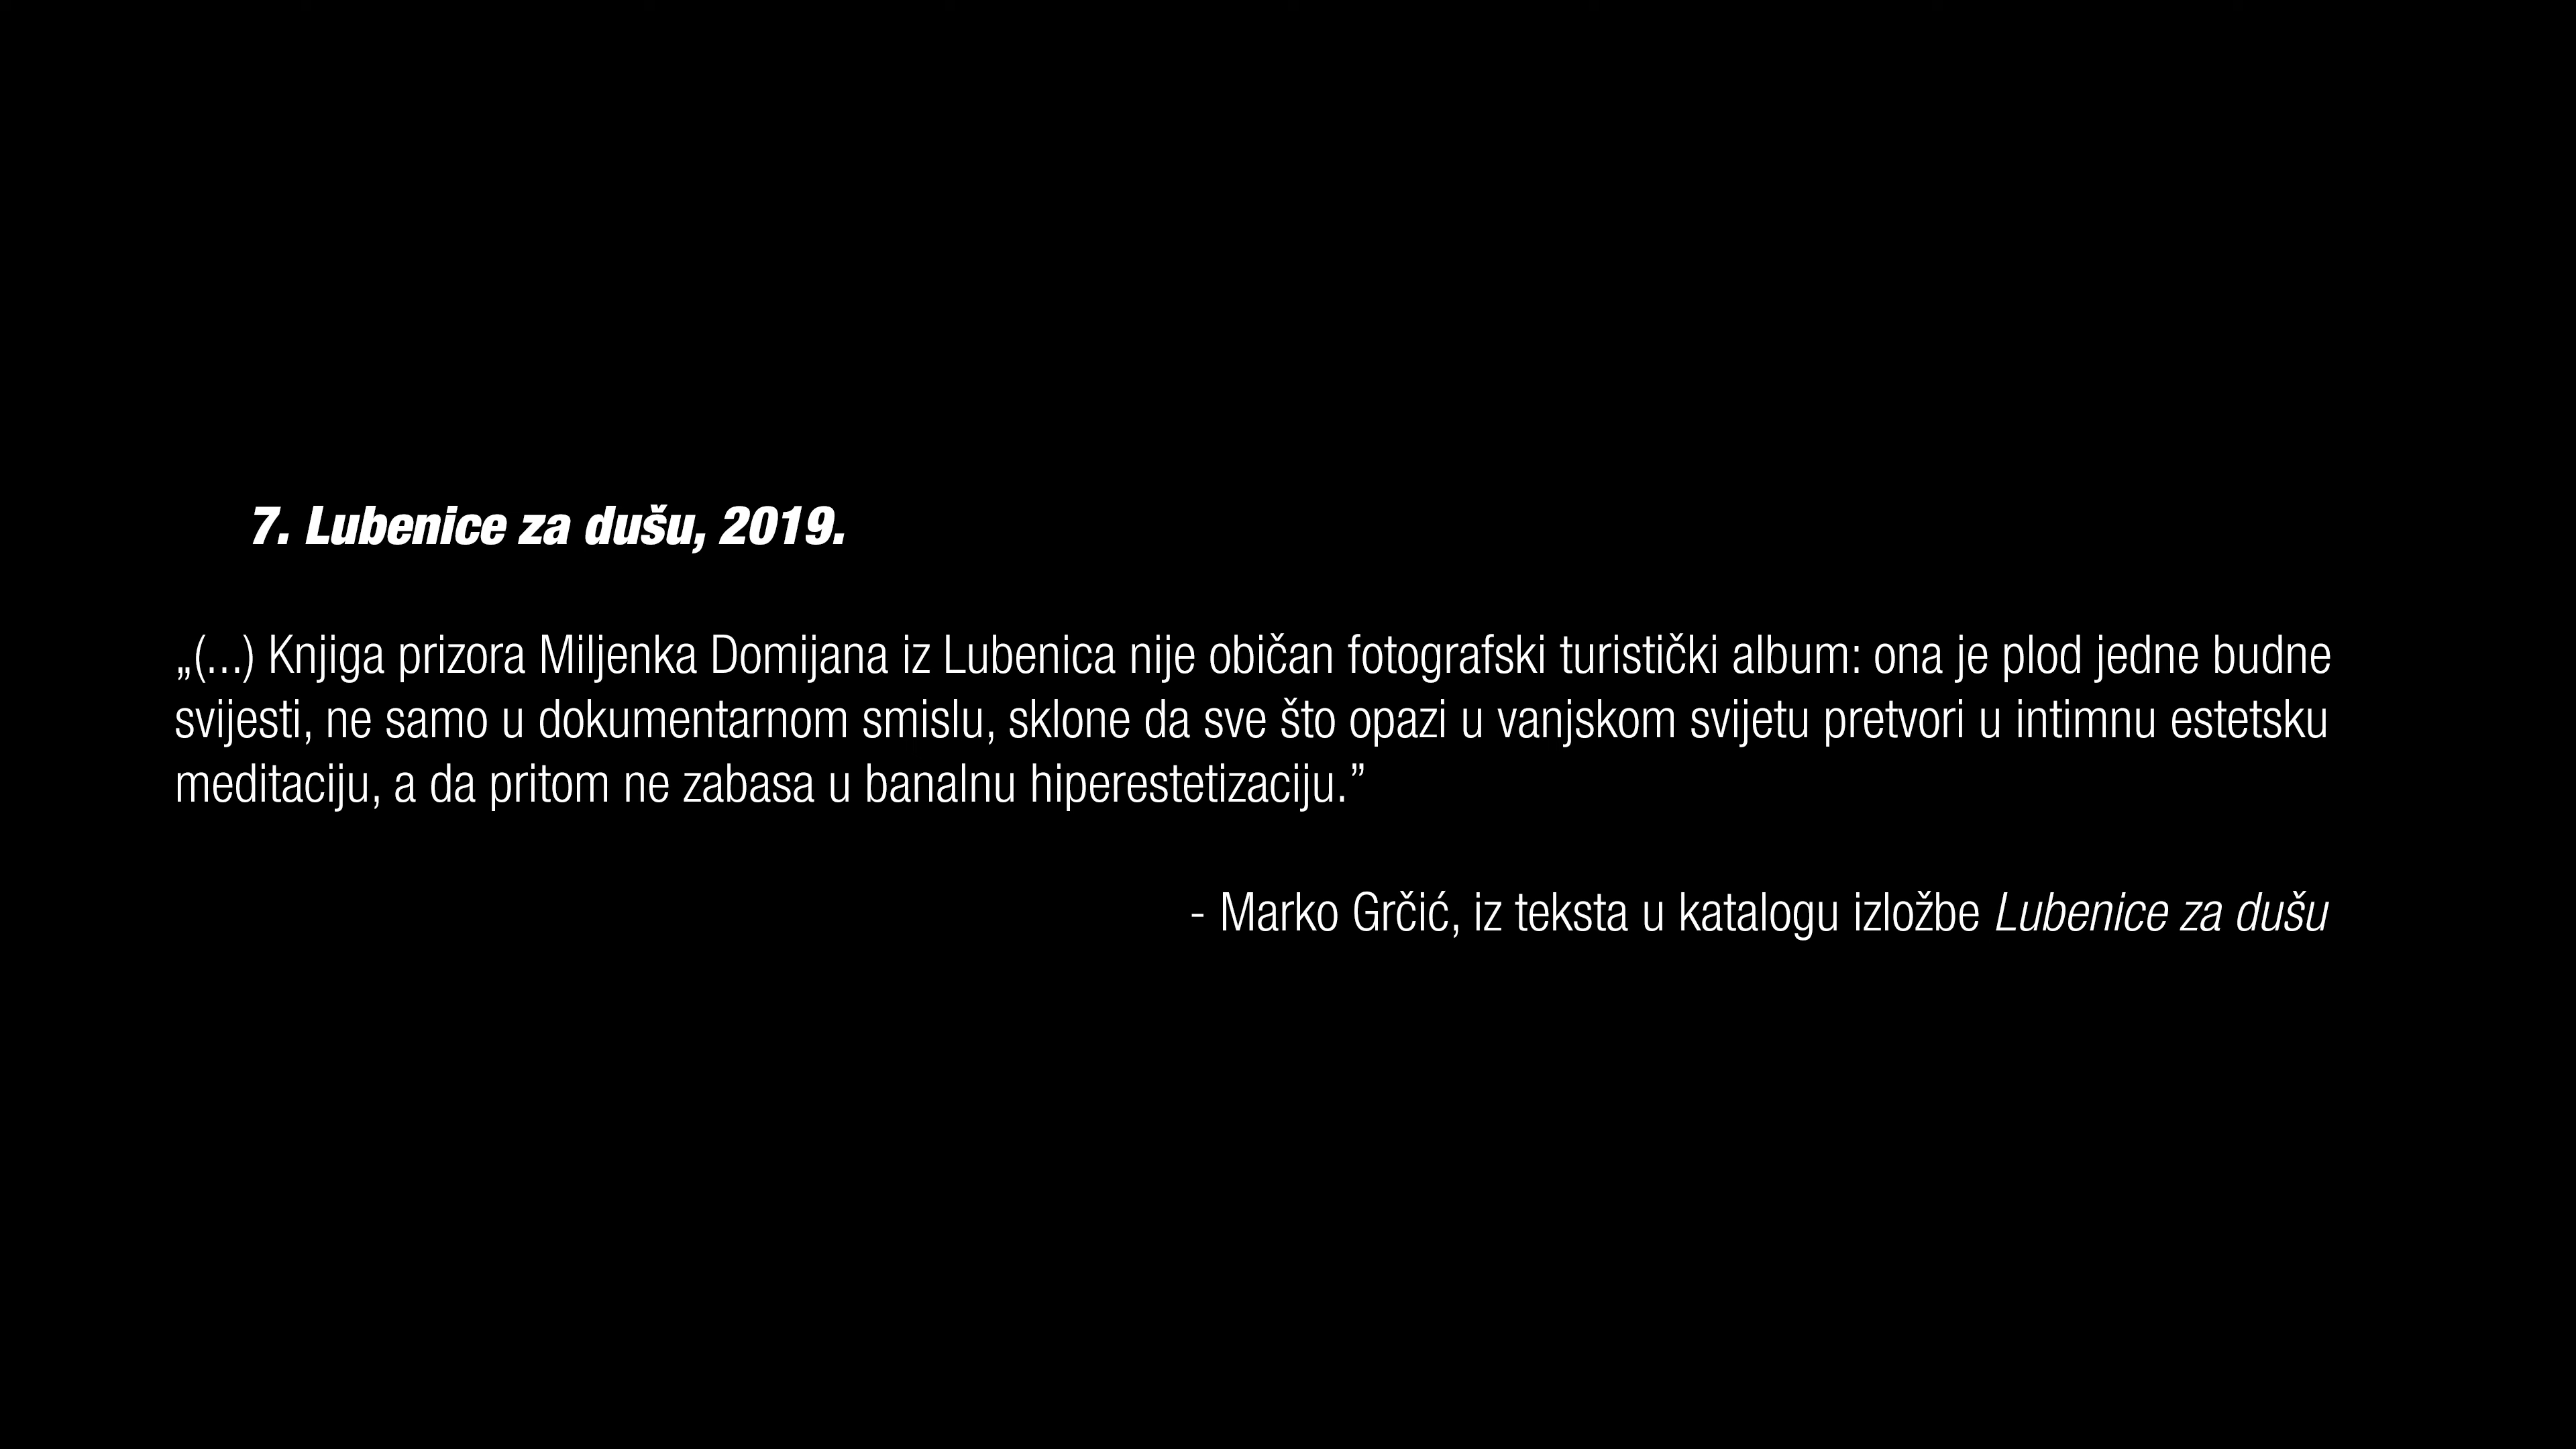 7. Lubenice za dušu, 2019.
„(...) Knjiga prizora Miljenka Domijana iz Lubenica nije običan fotografski turistički album: ona je plod jedne budne
svijesti, ne samo u dokumentarnom smislu, sklone da sve što opazi u vanjskom svijetu pretvori u intimnu estetsku
meditaciju, a da pritom ne zabasa u banalnu hiperestetizaciju.”
- Marko Grčić, iz teksta u katalogu izložbe Lubenice za dušu